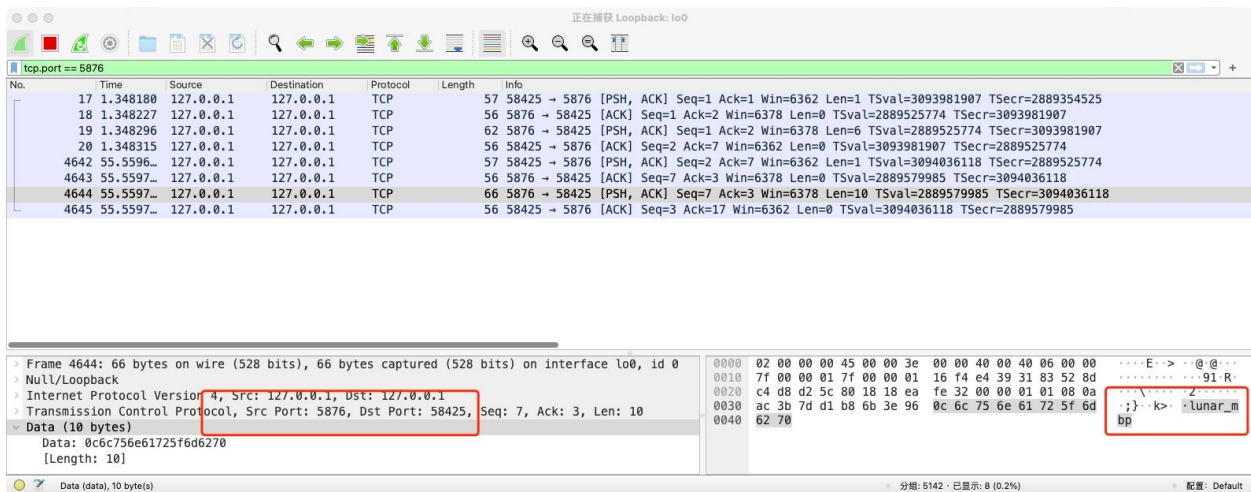 正在捕获 Loopback: lo0
tcp.port == 5876
No. Time Source Destination Protocol Length Info
17 1.348180 127.0.0.1 127.0.0.1 TCP 57 58425 → 5876 [PSH, ACK] Seq=1 Ack=1 Win=6362 Len=1 TSval=3093981907 TSecr=2889354525
18 1.348227 127.0.0.1 127.0.0.1 TCP 56 5876 → 58425 [ACK] Seq=1 Ack=2 Win=6378 Len=0 TSval=2889525774 TSecr=3093981907
19 1.348296 127.0.0.1 127.0.0.1 TCP 62 5876 → 58425 [PSH, ACK] Seq=1 Ack=2 Win=6378 Len=6 TSval=2889525774 TSecr=3093981907
20 1.348315 127.0.0.1 127.0.0.1 TCP 56 58425 → 5876 [ACK] Seq=2 Ack=7 Win=6362 Len=0 TSval=3093981907 TSecr=2889525774
4642 55.5596… 127.0.0.1 127.0.0.1 TCP 57 58425 → 5876 [PSH, ACK] Seq=2 Ack=7 Win=6362 Len=1 TSval=3094036118 TSecr=2889525774
4643 55.5597… 127.0.0.1 127.0.0.1 TCP 56 5876 → 58425 [ACK] Seq=7 Ack=3 Win=6378 Len=0 TSval=2889579985 TSecr=3094036118
4644 55.5597… 127.0.0.1 127.0.0.1 TCP 66 5876 → 58425 [PSH, ACK] Seq=7 Ack=3 Win=6378 Len=10 TSval=2889579985 TSecr=3094036118
4645 55.5597… 127.0.0.1 127.0.0.1 TCP 56 58425 → 5876 [ACK] Seq=3 Ack=17 Win=6362 Len=0 TSval=3094036118 TSecr=2889579985
Frame 4644: 66 bytes on wire (528 bits), 66 bytes captured (528 bits) on interface lo0, id 0
Null/Loopback
Internet Protocol Version 4, Src: 127.0.0.1, Dst: 127.0.0.1
Transmission Control Protocol, Src Port: 5876, Dst Port: 58425, Seq: 7, Ack: 3, Len: 10
Data (10 bytes)
Data: 0c6c756e61725f6d6270
[Length: 10]
0000 02 00 00 00 45 00 00 3e 00 00 40 00 40 06 00 00 ····E··> ··@·@···
0010 7f 00 00 01 7f 00 00 01 16 f4 e4 39 31 83 52 8d ········ ···91·R·
0020 c4 d8 d2 5c 80 18 18 ea fe 32 00 00 01 01 08 0a ···\···· ·2······
0030 ac 3b 7d d1 b8 6b 3e 96 0c 6c 75 6e 61 72 5f 6d ·;}··k>· ·lunar_m
0040 62 70 bp
Data (data), 10 byte(s)
分组: 5142 · 已显示: 8 (0.2%)
配置: Default